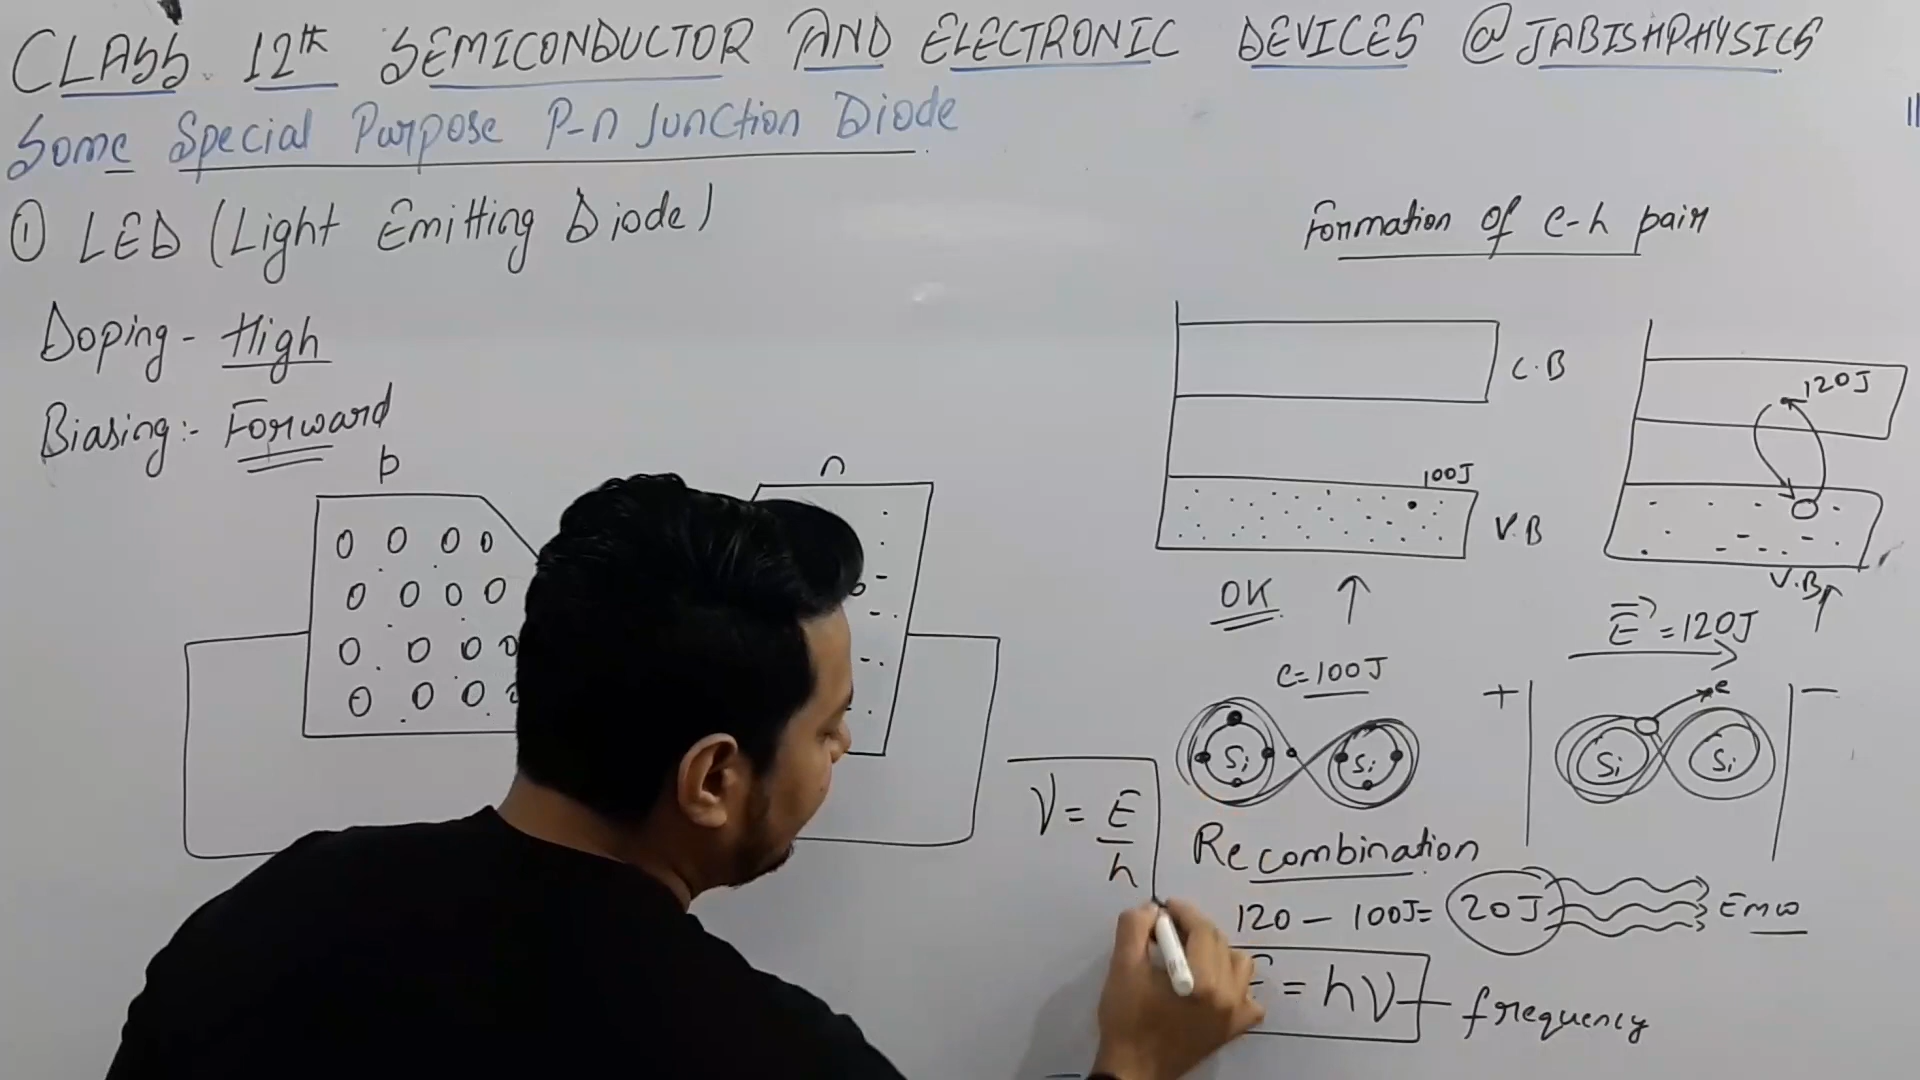 CLASS 12th SEMICONDUCTOR AND ELECTRONIC DEVICES @JABISHPHYSICS
Some Special Purpose P-n Junction Diode
① LED (Light Emitting Diode)
Doping - High
Biasing:- Forward
p
n
Formation of e-h pair
C.B
100J
V.B
120J
V.B
OK
E = 120J
e = 100J
+
e
-
Si
Si
Si
Si
ν = E/h
Recombination
120 - 100J = 20J
Emw
= hν
frequency